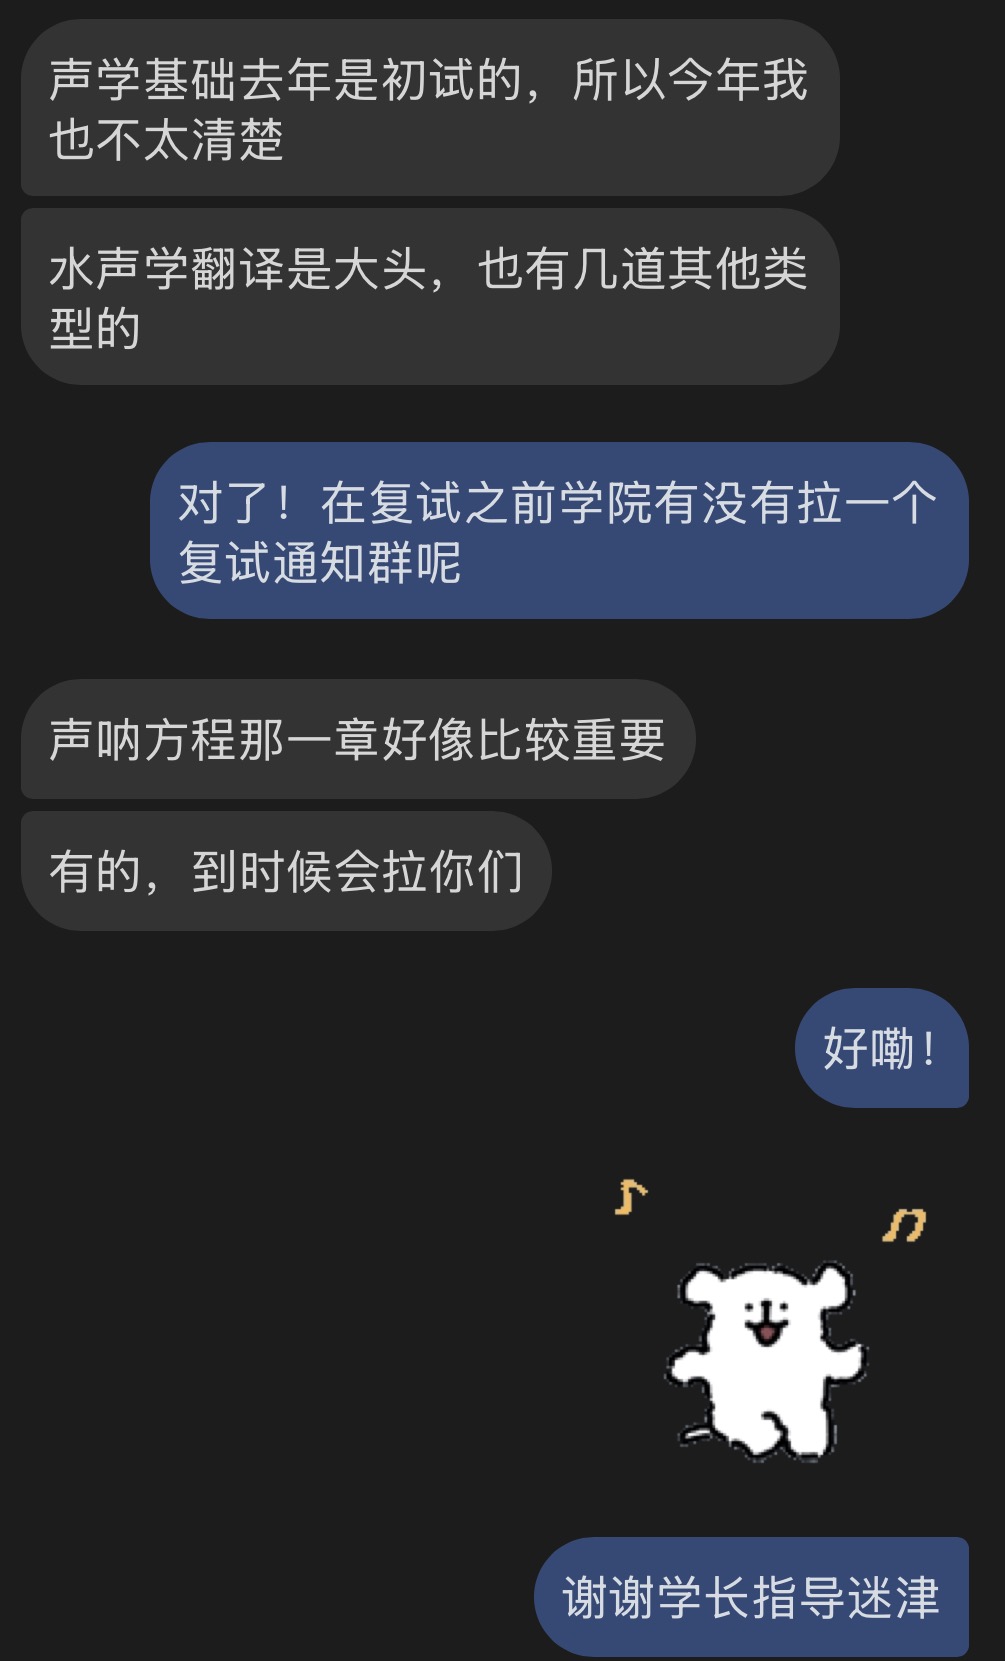 声学基础去年是初试的，所以今年我
也不太清楚
水声学翻译是大头，也有几道其他类
型的
对了！在复试之前学院有没有拉一个
复试通知群呢
声呐方程那一章好像比较重要
有的，到时候会拉你们
好嘞！
谢谢学长指导迷津